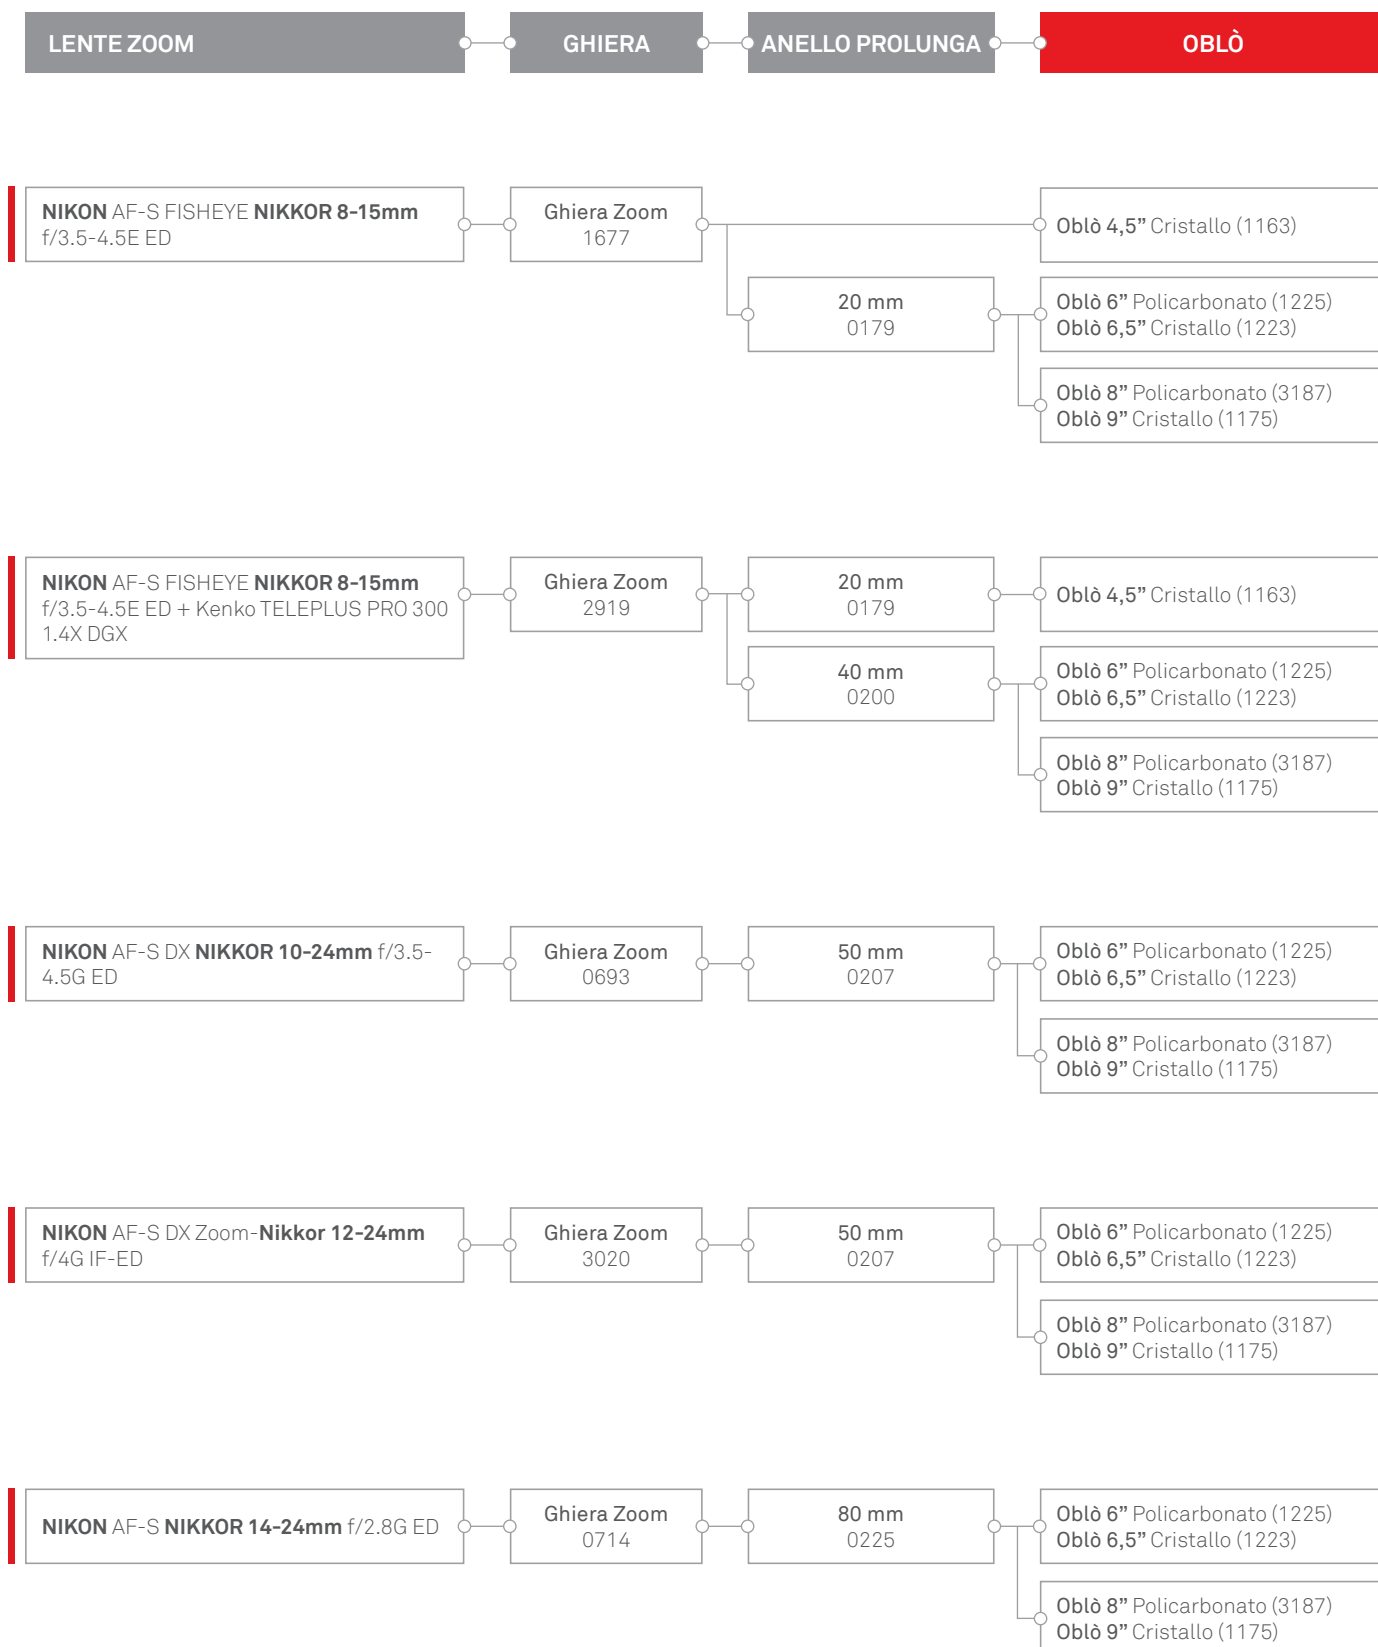 LENTE ZOOM
GHIERA
ANELLO PROLUNGA
OBLÒ
NIKON AF-S FISHEYE NIKKOR 8-15mm
f/3.5-4.5E ED
Ghiera Zoom
1677
Oblò 4,5” Cristallo (1163)
20 mm
0179
Oblò 6” Policarbonato (1225)
Oblò 6,5” Cristallo (1223)
Oblò 8” Policarbonato (3187)
Oblò 9” Cristallo (1175)
NIKON AF-S FISHEYE NIKKOR 8-15mm
f/3.5-4.5E ED + Kenko TELEPLUS PRO 300
1.4X DGX
Ghiera Zoom
2919
20 mm
0179
Oblò 4,5” Cristallo (1163)
40 mm
0200
Oblò 6” Policarbonato (1225)
Oblò 6,5” Cristallo (1223)
Oblò 8” Policarbonato (3187)
Oblò 9” Cristallo (1175)
NIKON AF-S DX NIKKOR 10-24mm f/3.5-
4.5G ED
Ghiera Zoom
0693
50 mm
0207
Oblò 6” Policarbonato (1225)
Oblò 6,5” Cristallo (1223)
Oblò 8” Policarbonato (3187)
Oblò 9” Cristallo (1175)
NIKON AF-S DX Zoom-Nikkor 12-24mm
f/4G IF-ED
Ghiera Zoom
3020
50 mm
0207
Oblò 6” Policarbonato (1225)
Oblò 6,5” Cristallo (1223)
Oblò 8” Policarbonato (3187)
Oblò 9” Cristallo (1175)
NIKON AF-S NIKKOR 14-24mm f/2.8G ED
Ghiera Zoom
0714
80 mm
0225
Oblò 6” Policarbonato (1225)
Oblò 6,5” Cristallo (1223)
Oblò 8” Policarbonato (3187)
Oblò 9” Cristallo (1175)